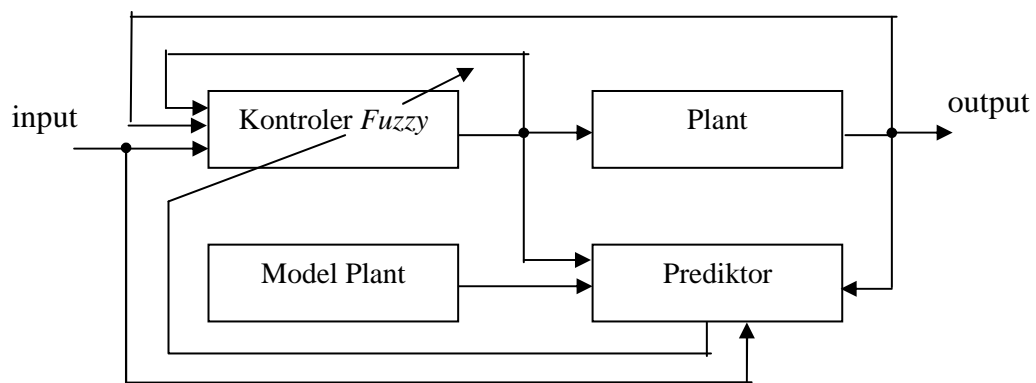 input
Kontroler Fuzzy
Plant
output
Model Plant
Prediktor